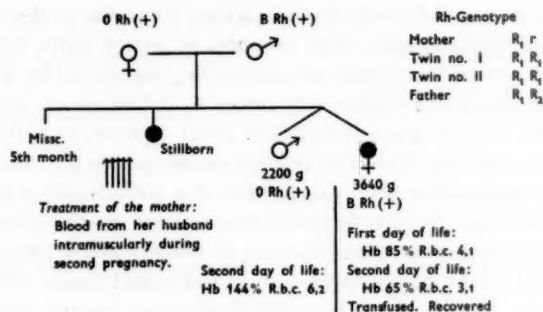 O Rh (+)
B Rh (+)
Rh-Genotype
Mother R₁ r
Twin no. I R₁ R₁
Twin no. II R₁ R₁
Father R₁ R₂
Missc.
5th month
Stillborn
2200 g
O Rh (+)
3640 g
B Rh (+)
Treatment of the mother:
Blood from her husband
intramuscularly during
second pregnancy.
Second day of life:
Hb 144% R.b.c. 6,2
First day of life:
Hb 85% R.b.c. 4,1
Second day of life:
Hb 65% R.b.c. 3,1
Transfused. Recovered